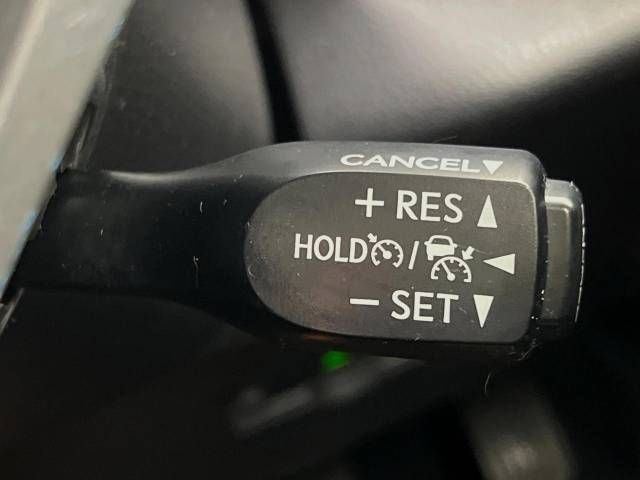 CANCEL▼
+ RES ▲
HOLD / ◀
− SET ▼